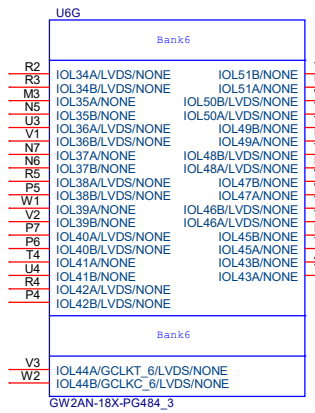 U6G
Bank6
R2 IOL34A/LVDS/NONE IOL51B/NONE
R3 IOL34B/LVDS/NONE IOL51A/NONE
M3 IOL35A/NONE IOL50B/LVDS/NONE
N5 IOL35B/NONE IOL50A/LVDS/NONE
U3 IOL36A/LVDS/NONE IOL49B/NONE
V1 IOL36B/LVDS/NONE IOL49A/NONE
N7 IOL37A/NONE IOL48B/LVDS/NONE
N6 IOL37B/NONE IOL48A/LVDS/NONE
R5 IOL38A/LVDS/NONE IOL47B/NONE
P5 IOL38B/LVDS/NONE IOL47A/NONE
W1 IOL39A/NONE IOL46B/LVDS/NONE
V2 IOL39B/NONE IOL46A/LVDS/NONE
P7 IOL40A/LVDS/NONE IOL45B/NONE
P6 IOL40B/LVDS/NONE IOL45A/NONE
T4 IOL41A/NONE IOL43B/NONE
U4 IOL41B/NONE IOL43A/NONE
R4 IOL42A/LVDS/NONE
P4 IOL42B/LVDS/NONE
Bank6
V3 IOL44A/GCLKT_6/LVDS/NONE
W2 IOL44B/GCLKC_6/LVDS/NONE
GW2AN-18X-PG484_3